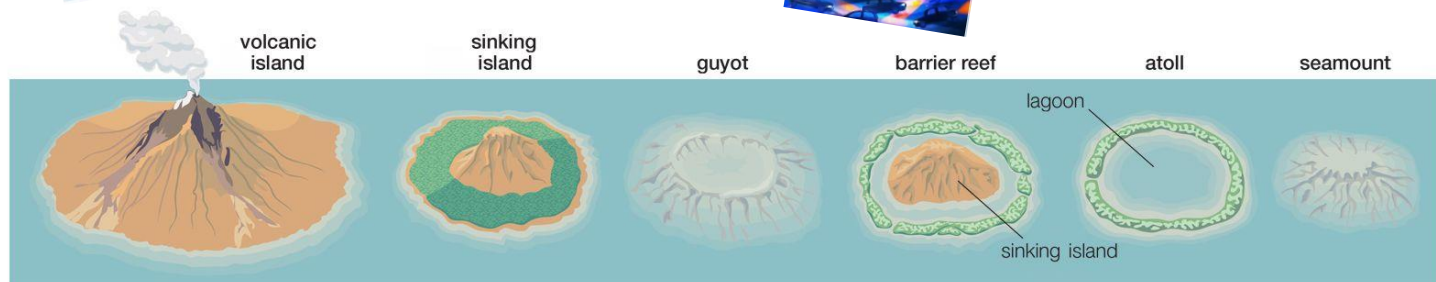 volcanic
island
sinking
island
guyot
barrier reef
atoll
seamount
lagoon
sinking island